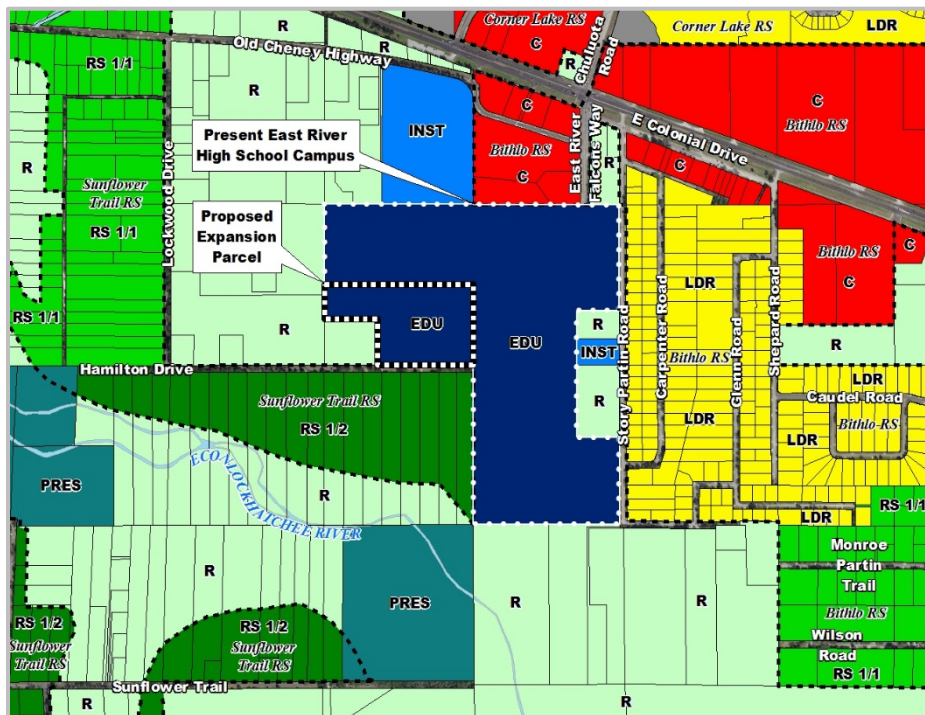 Corner Lake RS
C
Chuluota
Road
Corner Lake RS
LDR
Old Cheney Highway
RS 1/1
R
R
R
C
INST
R
Present East River
High School Campus
Bithlo RS
C
East River
Falcons Way
R
E Colonial Drive
C
Bithlo RS
C
Sunflower
Trail RS
RS 1/1
Lockwood Drive
Proposed
Expansion
Parcel
Bithlo RS
C
Bithlo RS
C
RS 1/1
R
EDU
EDU
R
INST
R
Story Partin Road
Carpenter Road
LDR
Bithlo RS
LDR
Glenn Road
Shepard Road
R
Hamilton Drive
Sunflower Trail RS
RS 1/2
LDR
Caudel Road
Bithlo RS
LDR
PRES
ECONLOCKHATCHEE RIVER
R
RS 1/1
LDR
Monroe
Partin
Trail
Bithlo RS
Wilson
Road
RS 1/1
R
PRES
R
R
RS 1/2
Sunflower
Trail RS
RS 1/2
Sunflower
Trail RS
Sunflower Trail
R
R